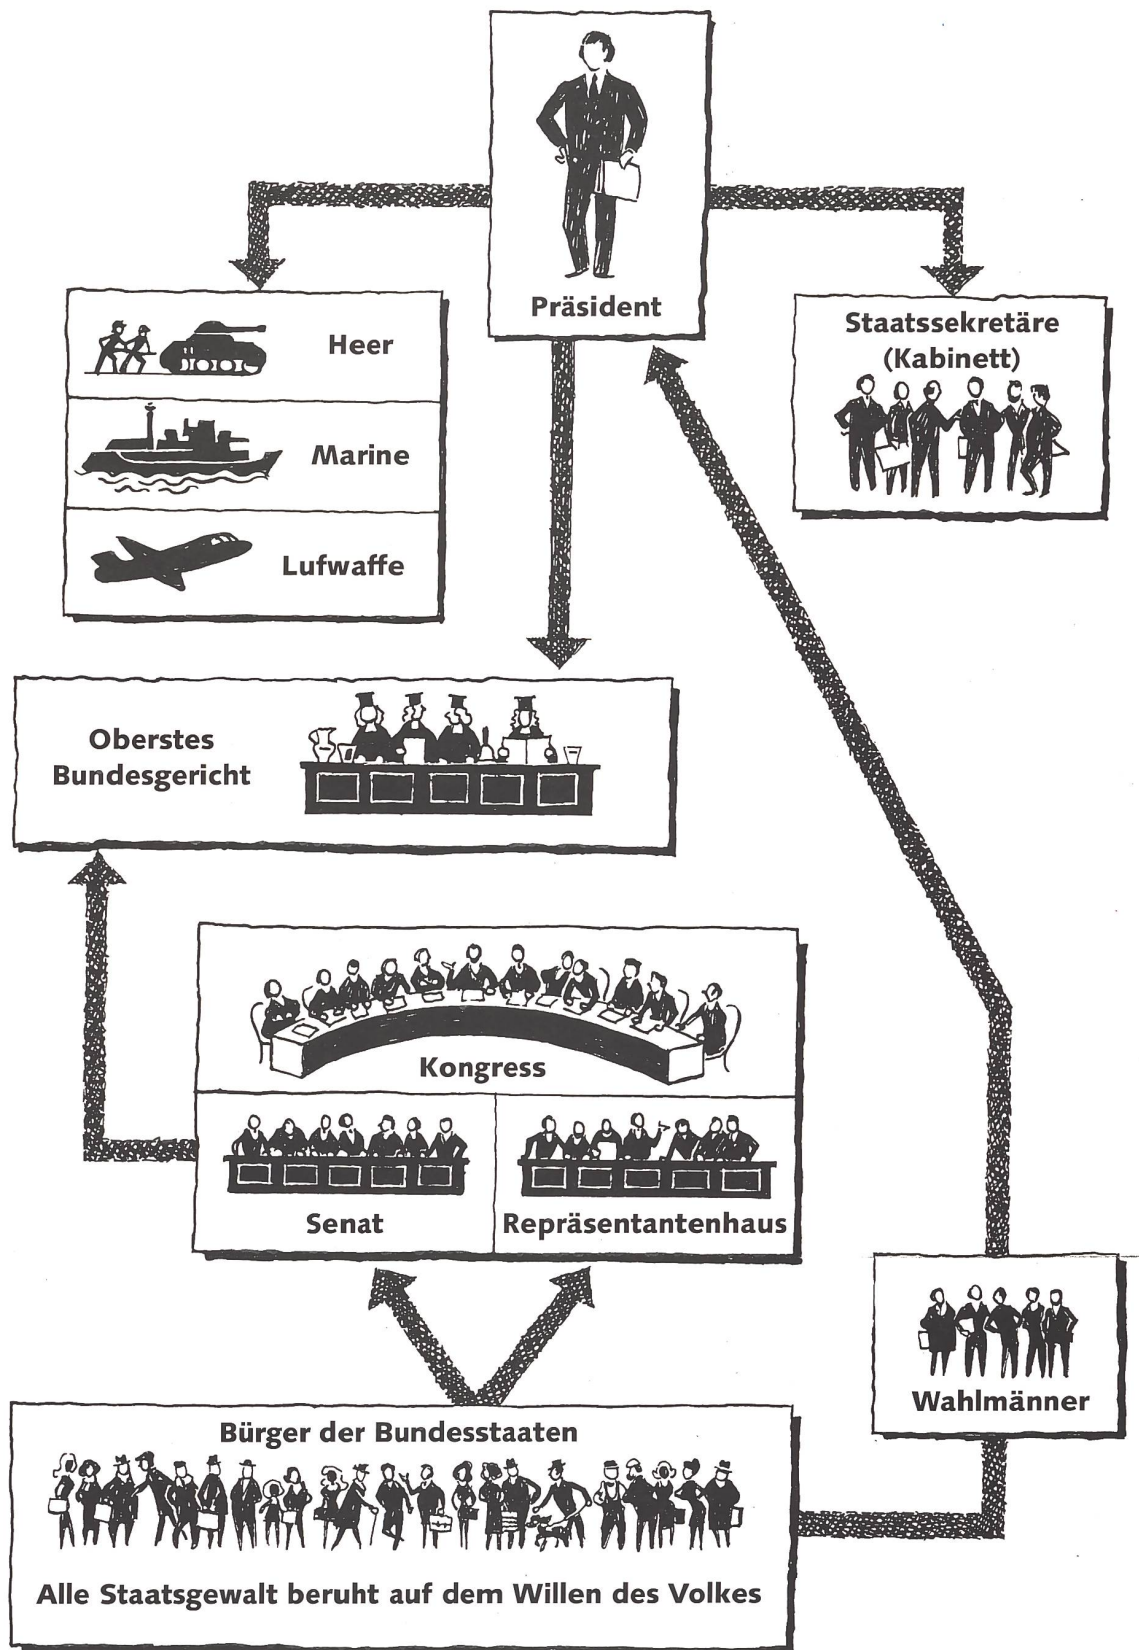 Präsident
Heer
Marine
Lufwaffe
Staatssekretäre
(Kabinett)
Oberstes
Bundesgericht
Kongress
Senat
Repräsentantenhaus
Wahlmänner
Bürger der Bundesstaaten
Alle Staatsgewalt beruht auf dem Willen des Volkes